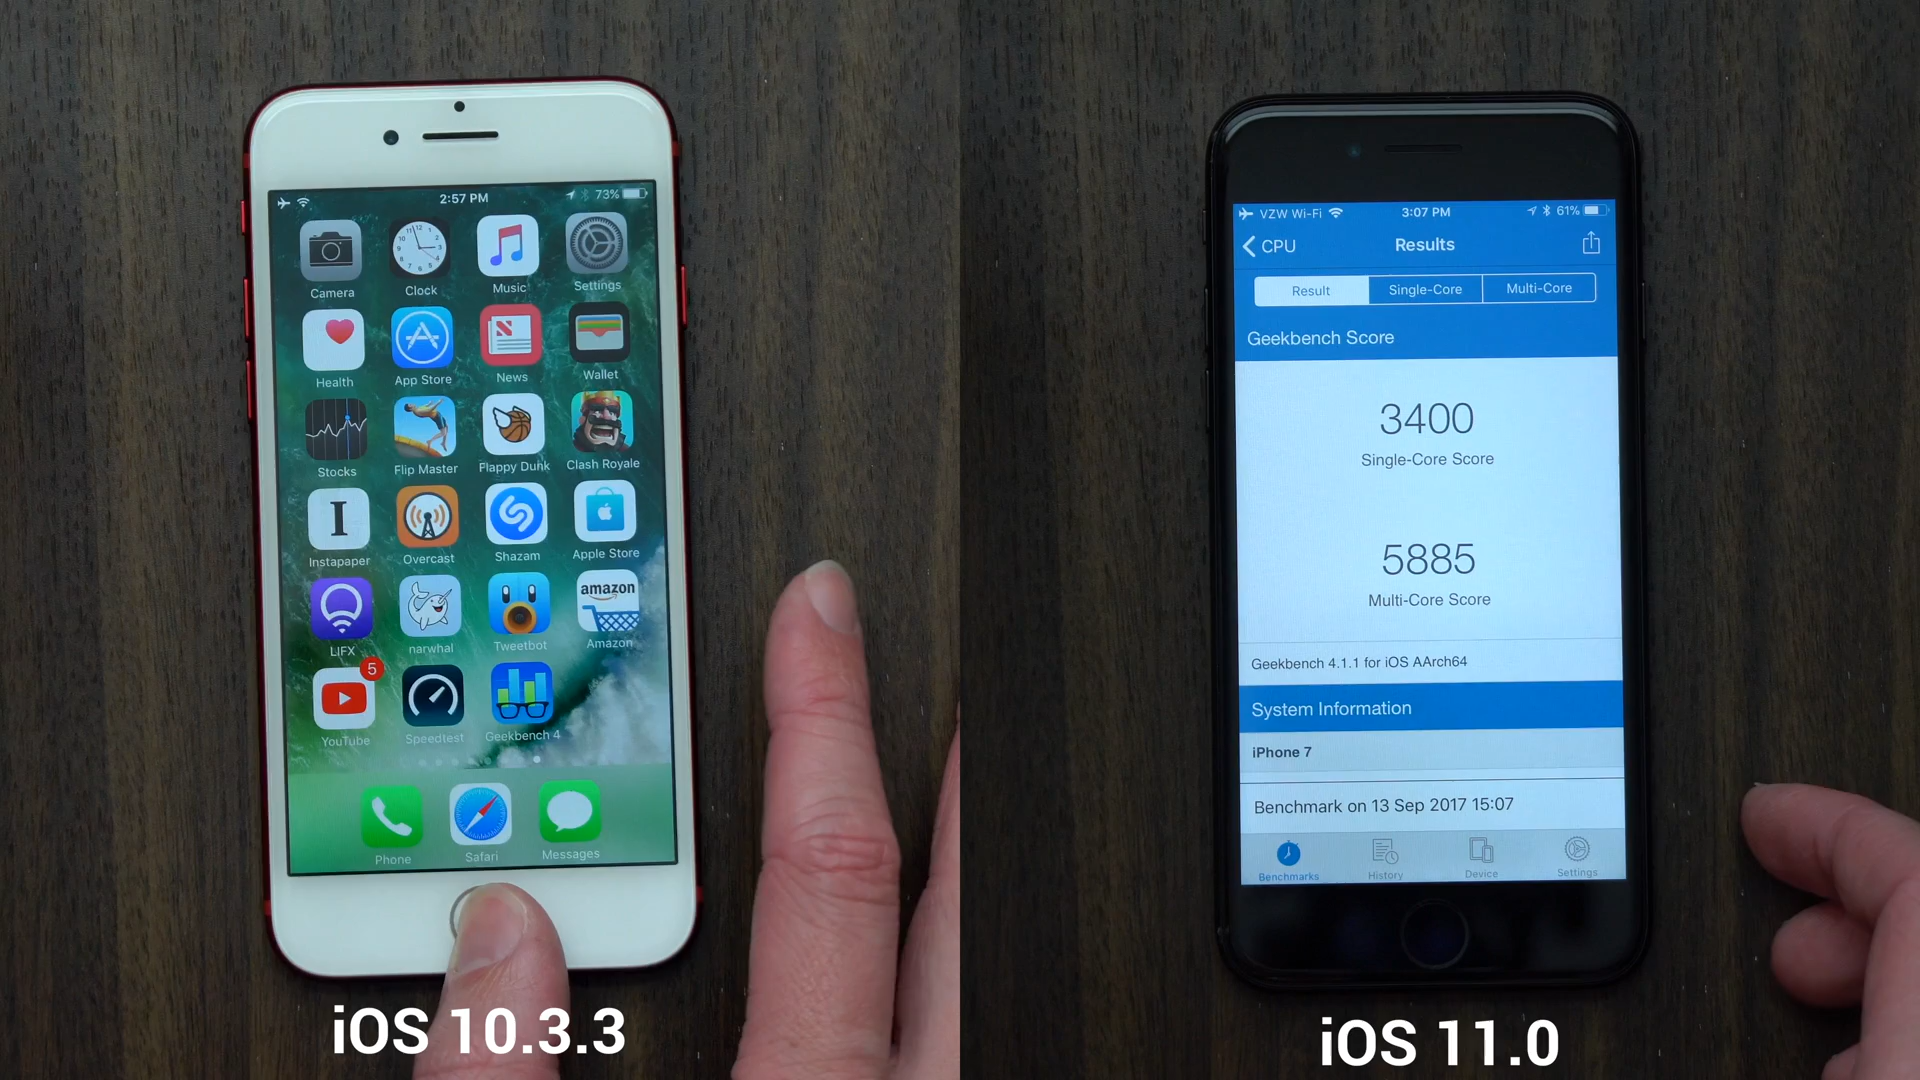 2:57 PM
73%
Camera
Clock
Music
Settings
Health
App Store
News
Wallet
Stocks
Flip Master
Flappy Dunk
Clash Royale
Instapaper
Overcast
Shazam
Apple Store
amazon
LIFX
narwhal
Tweetbot
Amazon
5
YouTube
Speedtest
Geekbench 4
Phone
Safari
Messages
iOS 10.3.3
VZW Wi-Fi
3:07 PM
61%
CPU
Results
Result
Single-Core
Multi-Core
Geekbench Score
3400
Single-Core Score
5885
Multi-Core Score
Geekbench 4.1.1 for iOS AArch64
System Information
iPhone 7
Benchmark on 13 Sep 2017 15:07
Benchmarks
History
Device
Settings
iOS 11.0